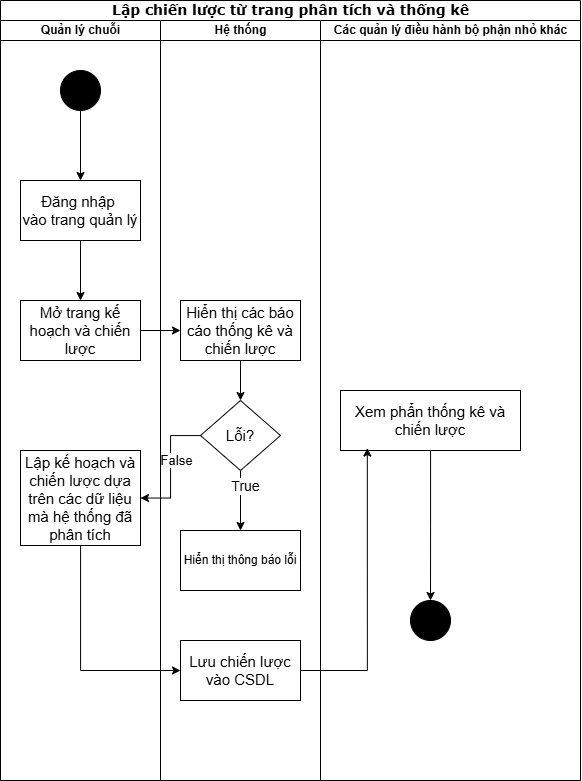 Lập chiến lược từ trang phân tích và thống kê
Quản lý chuỗi
Hệ thống
Các quản lý điều hành bộ phận nhỏ khác
Đăng nhập
vào trang quản lý
Mở trang kế
hoạch và chiến
lược
Hiển thị các báo
cáo thống kê và
chiến lược
Lỗi?
False
True
Lập kế hoạch và
chiến lược dựa
trên các dữ liệu
mà hệ thống đã
phân tích
Hiển thị thông báo lỗi
Xem phần thống kê và
chiến lược
Lưu chiến lược
vào CSDL